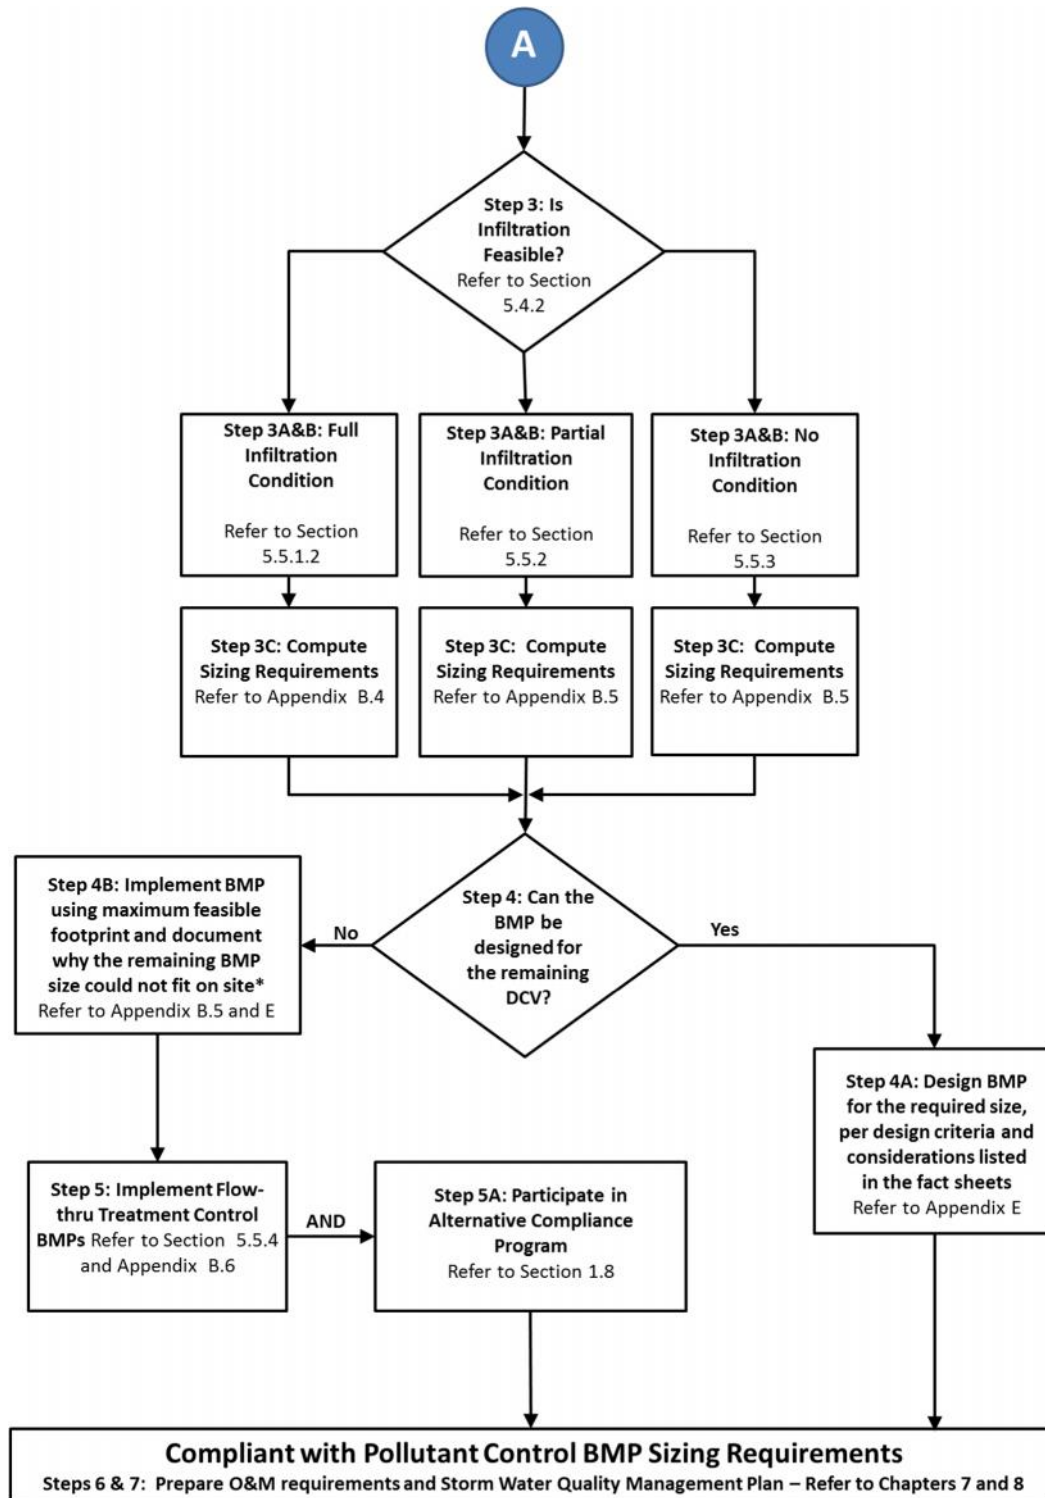 A
Step 3: Is
Infiltration
Feasible?
Refer to Section
5.4.2
Step 3A&B: Full
Infiltration
Condition
Refer to Section
5.5.1.2
Step 3A&B: Partial
Infiltration
Condition
Refer to Section
5.5.2
Step 3A&B: No
Infiltration
Condition
Refer to Section
5.5.3
Step 3C: Compute
Sizing Requirements
Refer to Appendix B.4
Step 3C: Compute
Sizing Requirements
Refer to Appendix B.5
Step 3C: Compute
Sizing Requirements
Refer to Appendix B.5
Step 4: Can the
BMP be
designed for
the remaining
DCV?
No
Yes
Step 4B: Implement BMP
using maximum feasible
footprint and document
why the remaining BMP
size could not fit on site*
Refer to Appendix B.5 and E
Step 4A: Design BMP
for the required size,
per design criteria and
considerations listed
in the fact sheets
Refer to Appendix E
Step 5: Implement Flow-
thru Treatment Control
BMPs Refer to Section 5.5.4
and Appendix B.6
AND
Step 5A: Participate in
Alternative Compliance
Program
Refer to Section 1.8
Compliant with Pollutant Control BMP Sizing Requirements
Steps 6 & 7: Prepare O&M requirements and Storm Water Quality Management Plan – Refer to Chapters 7 and 8